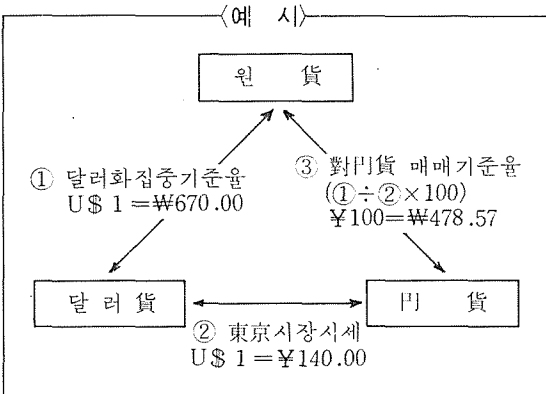 〈예 시〉
원 貨
① 달러화집중기준율
U$ 1=₩670.00
③ 對円貨 매매기준율
(①÷②×100)
¥100=₩478.57
달 러 貨
円 貨
② 東京시장시세
U$ 1=¥140.00